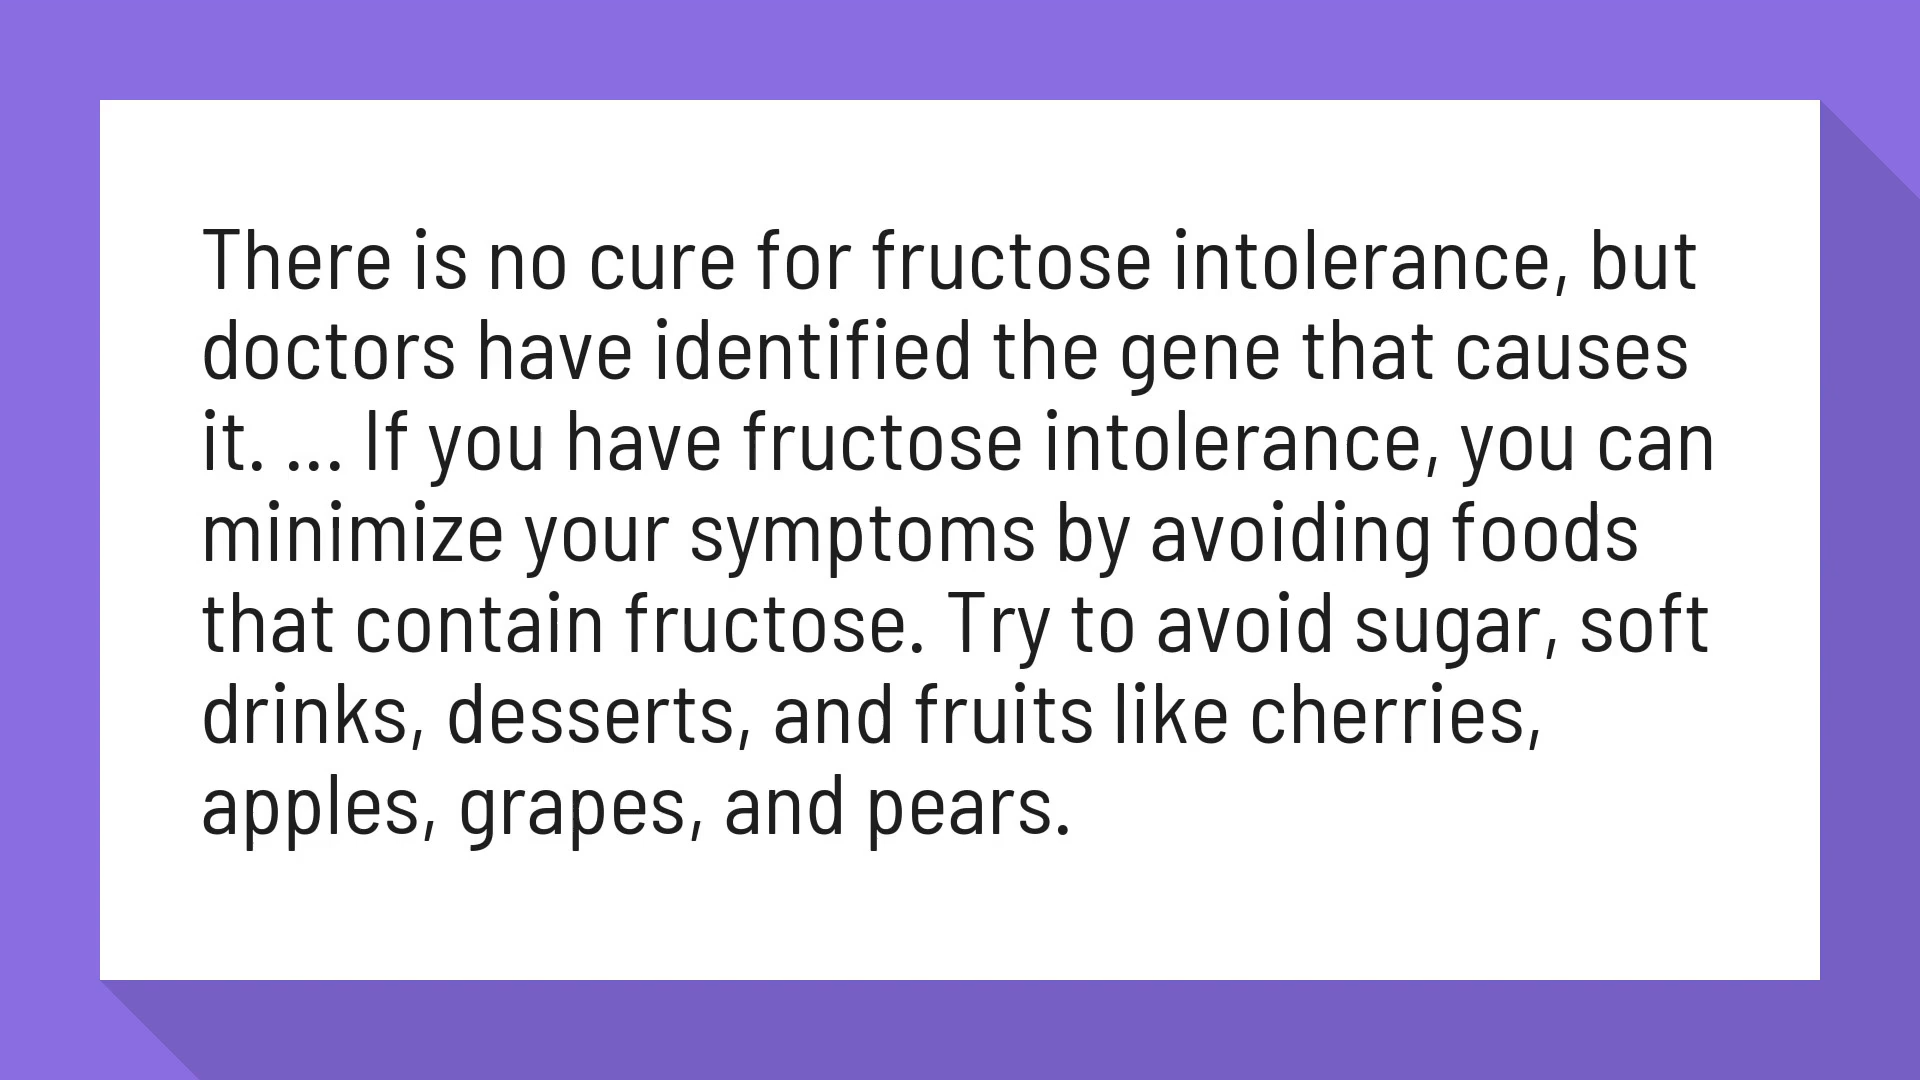 There is no cure for fructose intolerance, but
doctors have identified the gene that causes
it. ... If you have fructose intolerance, you can
minimize your symptoms by avoiding foods
that contain fructose. Try to avoid sugar, soft
drinks, desserts, and fruits like cherries,
apples, grapes, and pears.